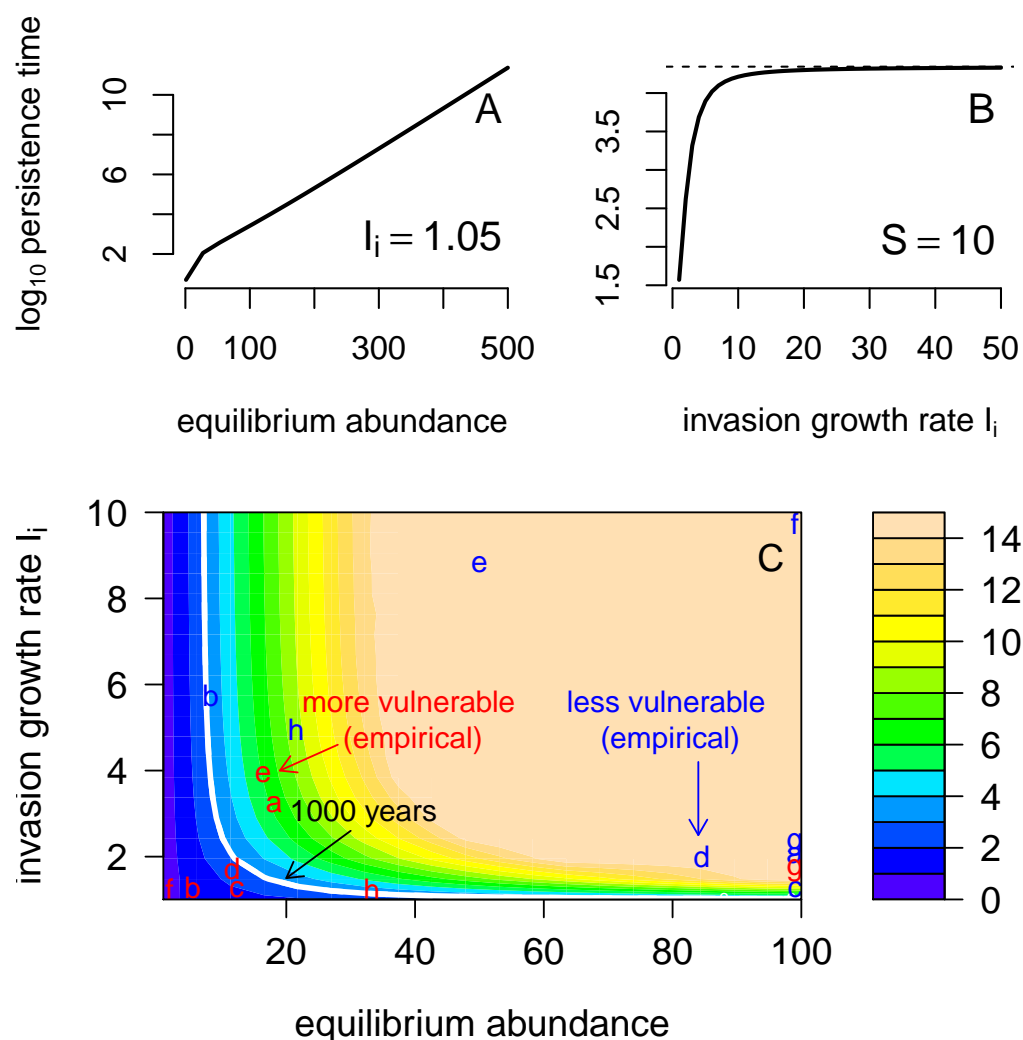 log10 persistence time
10
6
2
A
Ii = 1.05
0 100 300 500
equilibrium abundance
3.5
2.5
1.5
B
S = 10
0 10 20 30 40 50
invasion growth rate Ii
invasion growth rate Ii
10
8
6
4
2
C
f
e
b
h
more vulnerable
(empirical)
less vulnerable
(empirical)
e
a
1000 years
d
d
g
f b c h c
20 40 60 80 100
equilibrium abundance
14
12
10
8
6
4
2
0